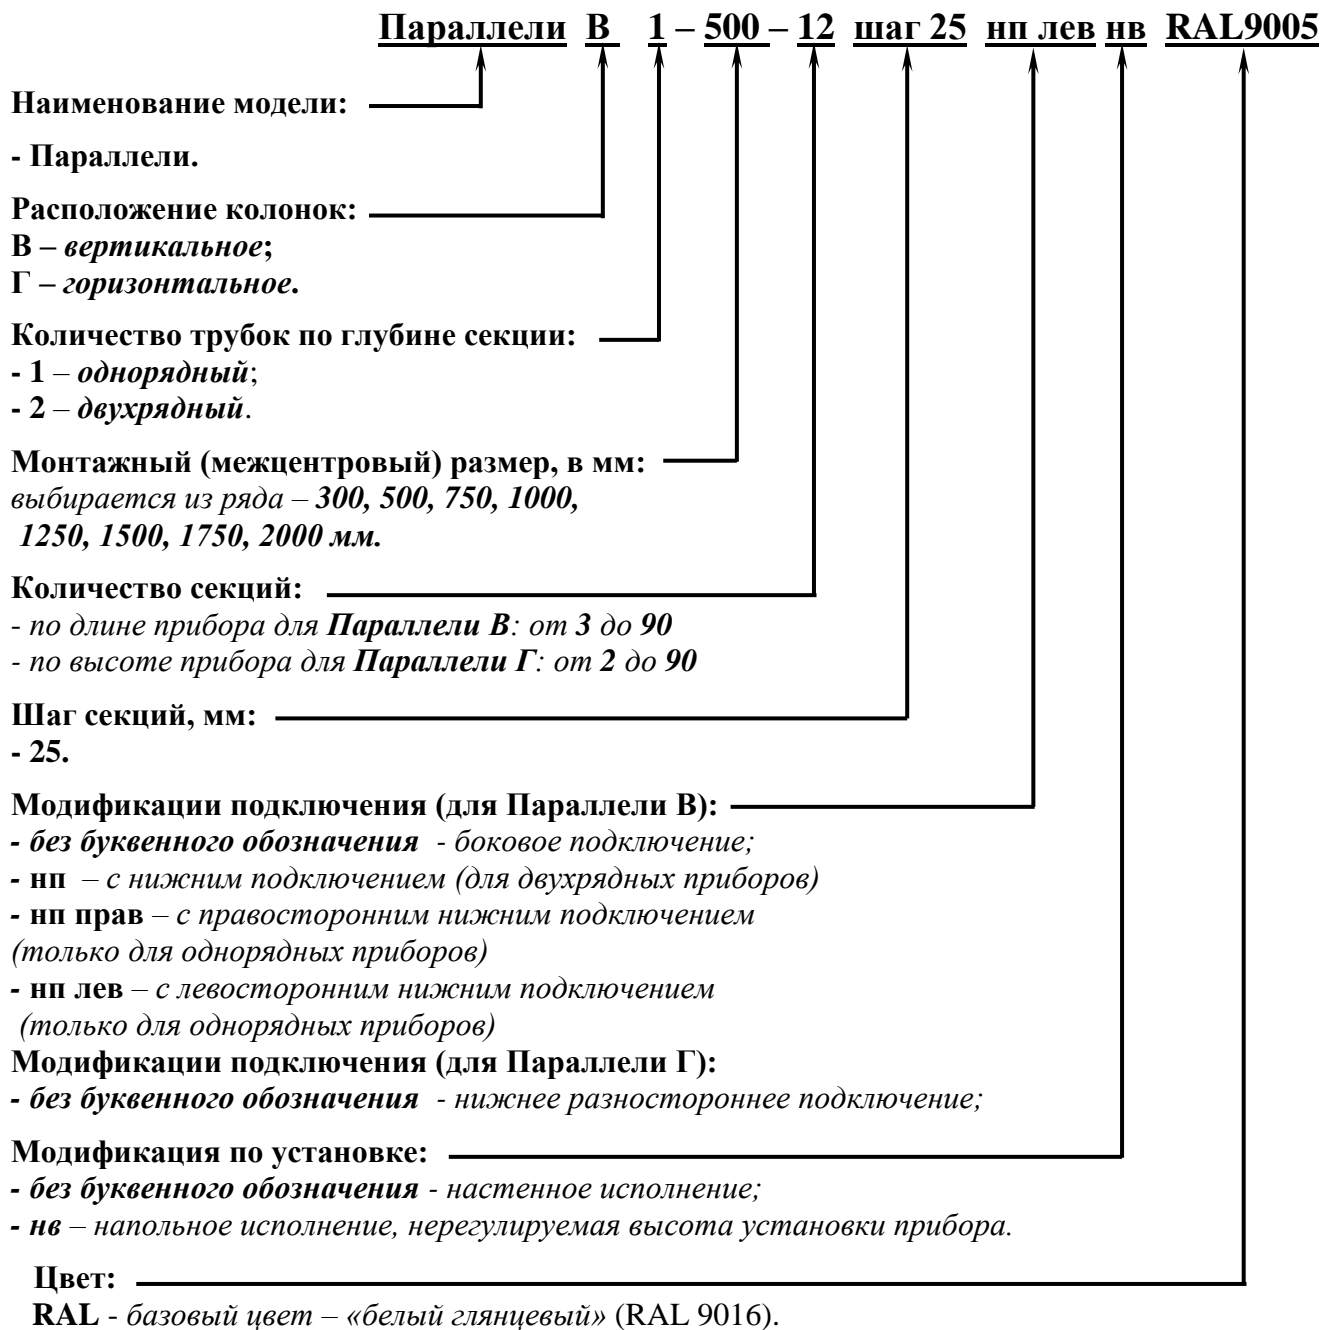 Параллели В 1 – 500 – 12 шаг 25 нп лев нв RAL9005
Наименование модели:
- Параллели.
Расположение колонок:
В – вертикальное;
Г – горизонтальное.
Количество трубок по глубине секции:
- 1 – однорядный;
- 2 – двухрядный.
Монтажный (межцентровый) размер, в мм:
выбирается из ряда – 300, 500, 750, 1000,
1250, 1500, 1750, 2000 мм.
Количество секций:
- по длине прибора для Параллели В: от 3 до 90
- по высоте прибора для Параллели Г: от 2 до 90
Шаг секций, мм:
- 25.
Модификации подключения (для Параллели В):
- без буквенного обозначения - боковое подключение;
- нп – с нижним подключением (для двухрядных приборов)
- нп прав – с правосторонним нижним подключением
(только для однорядных приборов)
- нп лев – с левосторонним нижним подключением
(только для однорядных приборов)
Модификации подключения (для Параллели Г):
- без буквенного обозначения - нижнее разностороннее подключение;
Модификация по установке:
- без буквенного обозначения - настенное исполнение;
- нв – напольное исполнение, нерегулируемая высота установки прибора.
Цвет:
RAL - базовый цвет – «белый глянцевый» (RAL 9016).